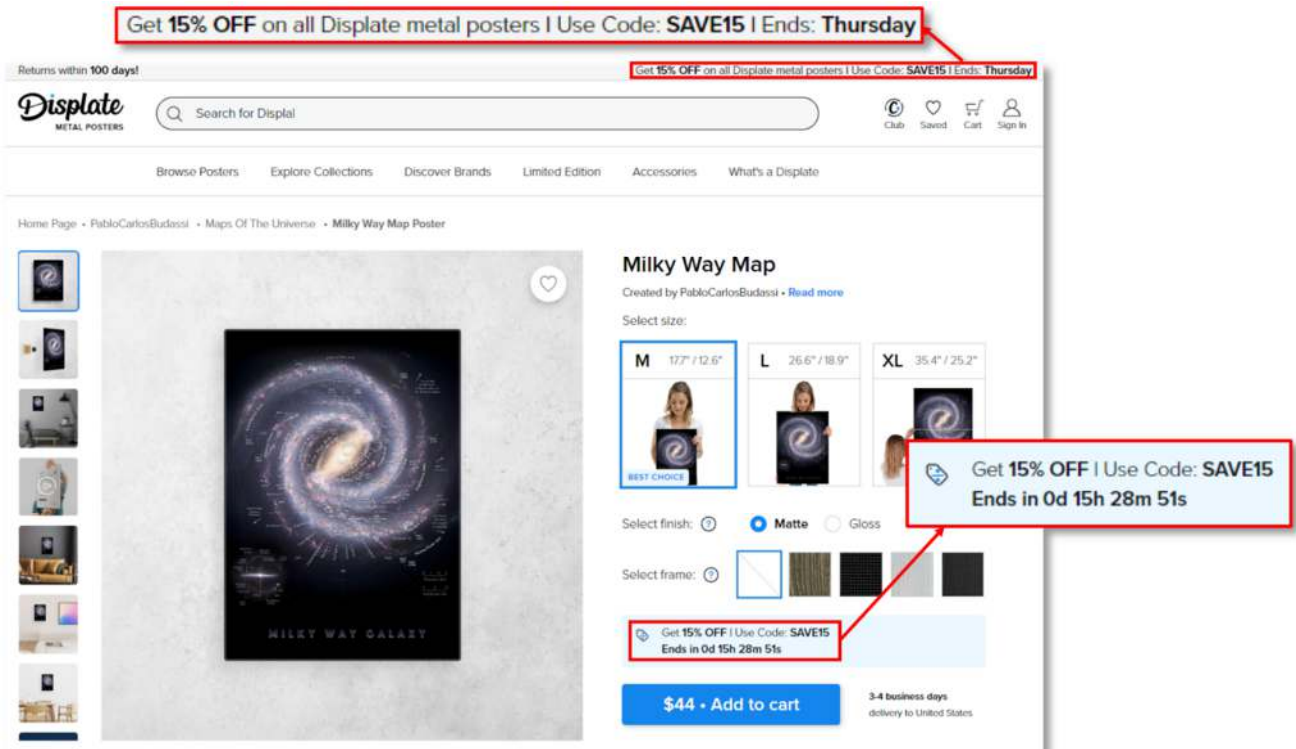 Get 15% OFF on all Displate metal posters I Use Code: SAVE15 I Ends: Thursday
Returns within 100 days!
Get 15% OFF on all Displate metal posters I Use Code: SAVE15 I Ends: Thursday
Displate
METAL POSTERS
Search for Displal
Club
Saved
Cart
Sign In
Browse Posters
Explore Collections
Discover Brands
Limited Edition
Accessories
What's a Displate
Home Page • PabloCarlosBudassi • Maps Of The Universe • Milky Way Map Poster
Milky Way Map
Created by PabloCarlosBudassi • Read more
Select size:
M 17.7" / 12.6"
L 26.6" / 18.9"
XL 35.4" / 25.2"
BEST CHOICE
Get 15% OFF I Use Code: SAVE15
Ends in 0d 15h 28m 51s
Select finish: ? Matte Gloss
Select frame: ?
MILKY WAY GALAXY
Get 15% OFF I Use Code: SAVE15
Ends in 0d 15h 28m 51s
$44 • Add to cart
3-4 business days
delivery to United States